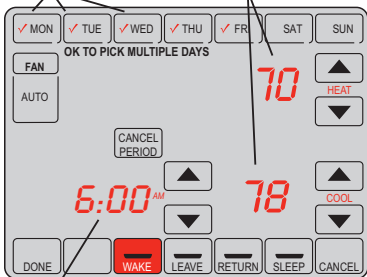 ✓ MON ✓ TUE ✓ WED ✓ THU ✓ FR SAT SUN
OK TO PICK MULTIPLE DAYS
FAN
AUTO
70
HEAT
CANCEL
PERIOD
6:00 AM
78
COOL
DONE WAKE LEAVE RETURN SLEEP CANCEL